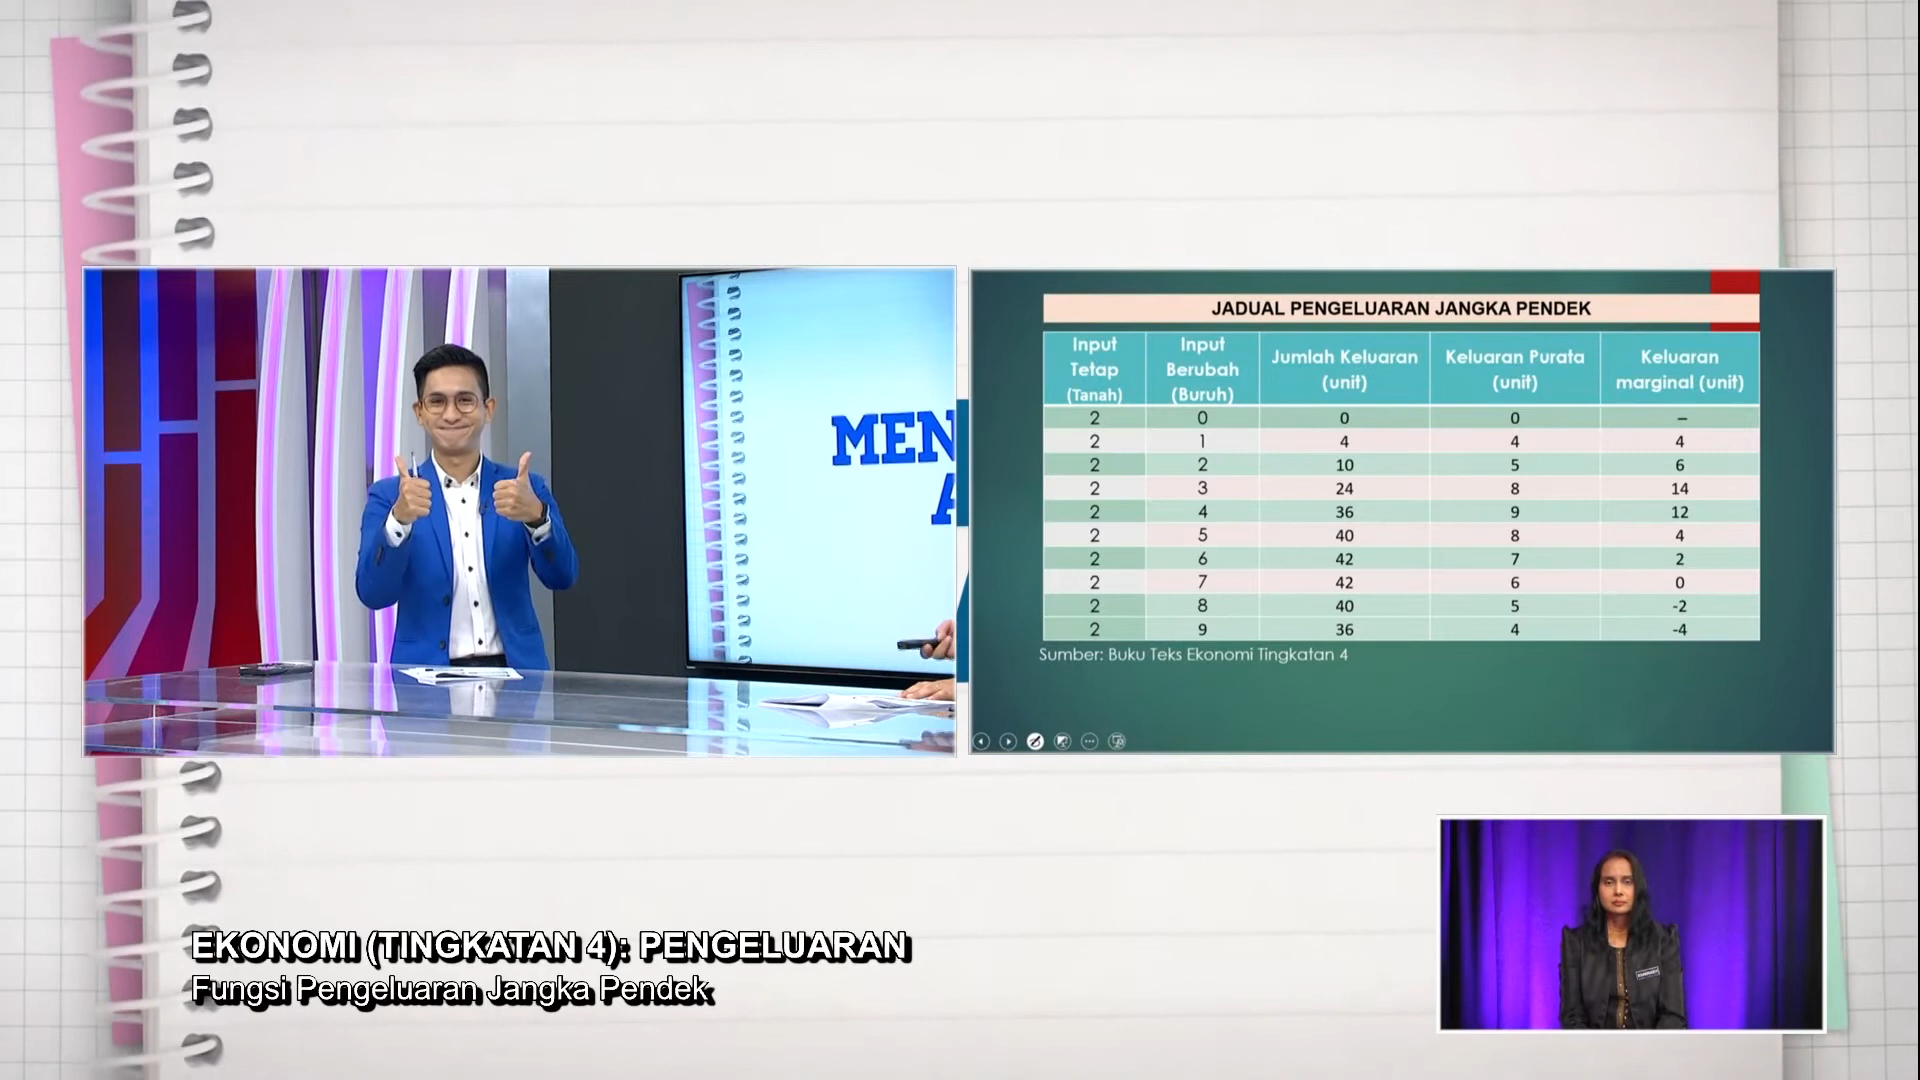 MEN
A
JADUAL PENGELUARAN JANGKA PENDEK
Input Tetap (Tanah) Input Berubah (Buruh) Jumlah Keluaran (unit) Keluaran Purata (unit) Keluaran marginal (unit)
2 0 0 0 –
2 1 4 4 4
2 2 10 5 6
2 3 24 8 14
2 4 36 9 12
2 5 40 8 4
2 6 42 7 2
2 7 42 6 0
2 8 40 5 -2
2 9 36 4 -4
Sumber: Buku Teks Ekonomi Tingkatan 4
EKONOMI (TINGKATAN 4): PENGELUARAN
Fungsi Pengeluaran Jangka Pendek